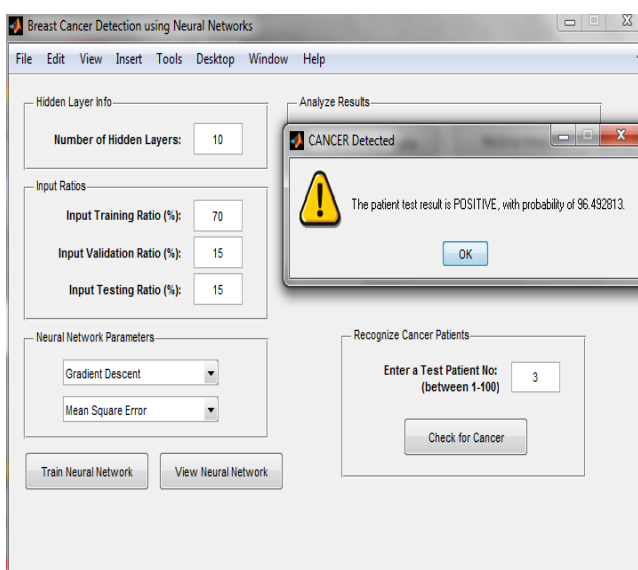 Breast Cancer Detection using Neural Networks
File Edit View Insert Tools Desktop Window Help
Hidden Layer Info
Number of Hidden Layers: 10
Input Ratios
Input Training Ratio (%): 70
Input Validation Ratio (%): 15
Input Testing Ratio (%): 15
Neural Network Parameters
Gradient Descent
Mean Square Error
Train Neural Network
View Neural Network
Analyze Results
CANCER Detected
The patient test result is POSITIVE, with probability of 96.492813.
OK
Recognize Cancer Patients
Enter a Test Patient No:
(between 1-100)
3
Check for Cancer